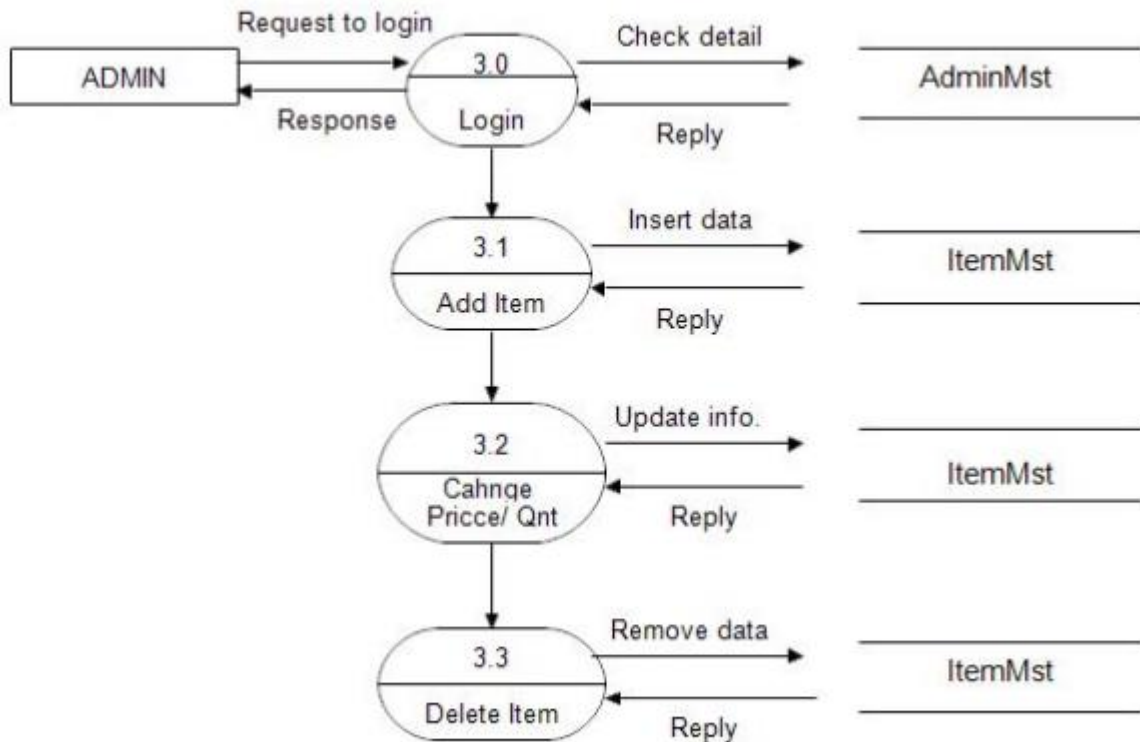 Request to login
Check detail
ADMIN
3.0
AdminMst
Response
Login
Reply
Insert data
3.1
ItemMst
Add Item
Reply
Update info.
3.2
ItemMst
Cahnqe
Pricce/ Qnt
Reply
Remove data
3.3
ItemMst
Delete Item
Reply